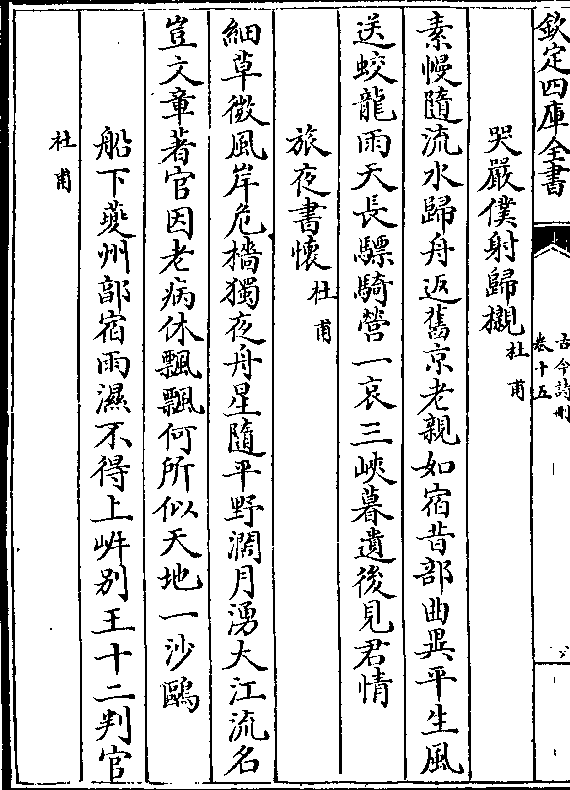 欽定四庫全書
古今詩刪
卷十五
哭嚴僕射歸櫬杜甫
素幔隨流水歸舟返舊京老親如宿昔部曲異平生風
送蛟龍雨天長驃騎營一哀三峽暮遺後見君情
旅夜書懷杜甫
細草微風岸危檣獨夜舟星隨平野濶月湧大江流名
豈文章著官因老病休飄飄何所似天地一沙鷗
船下夔州郭宿雨濕不得上岸别王十二判官
杜甫